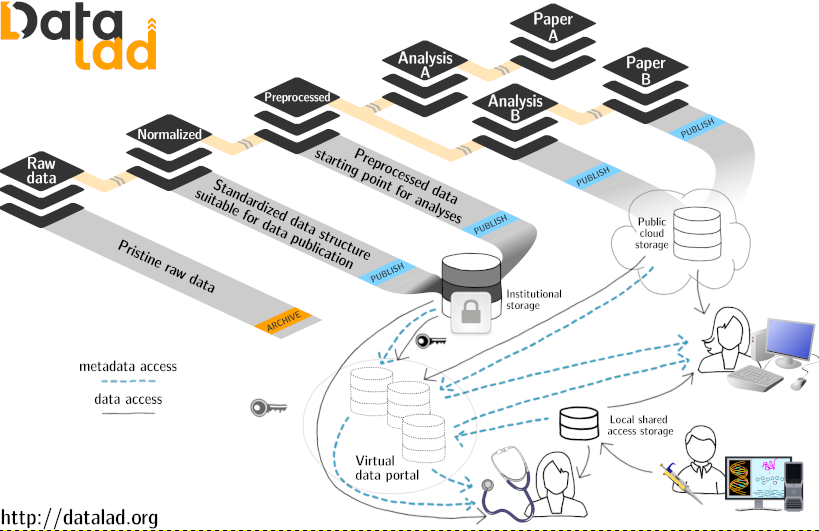 Data
lad
Paper
A
Analysis
A
Paper
B
Preprocessed
Analysis
B
Normalized
Raw
data
PUBLISH
PUBLISH
Preprocessed data
starting point for analyses
PUBLISH
Standardized data structure
suitable for data publication
PUBLISH
Pristine raw data
ARCHIVE
Public
cloud
storage
Institutional
storage
metadata access
data access
Local shared
access storage
Virtual
data portal
http://datalad.org